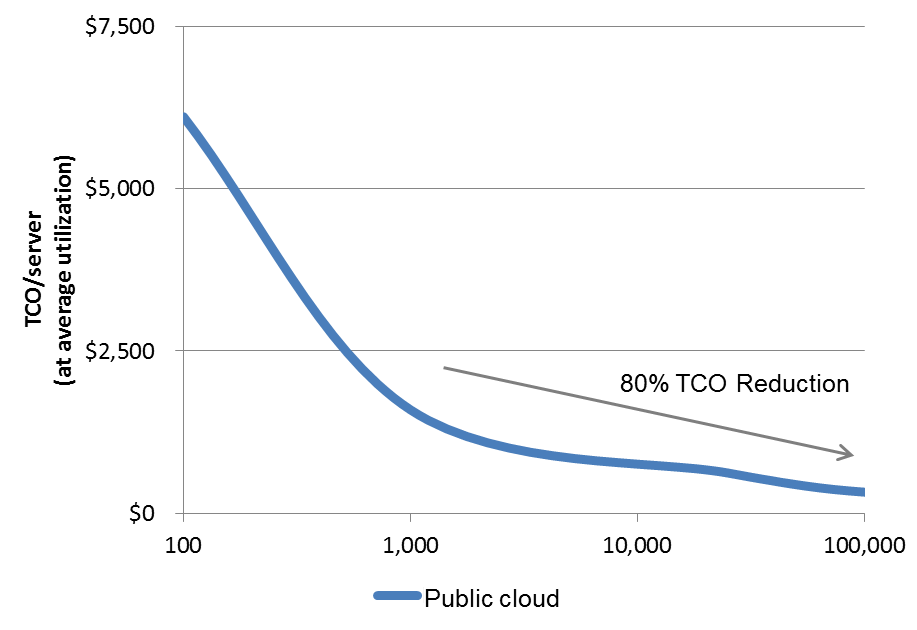 $7,500
$5,000
$2,500
$0
TCO/server
(at average utilization)
80% TCO Reduction
100
1,000
10,000
100,000
Public cloud